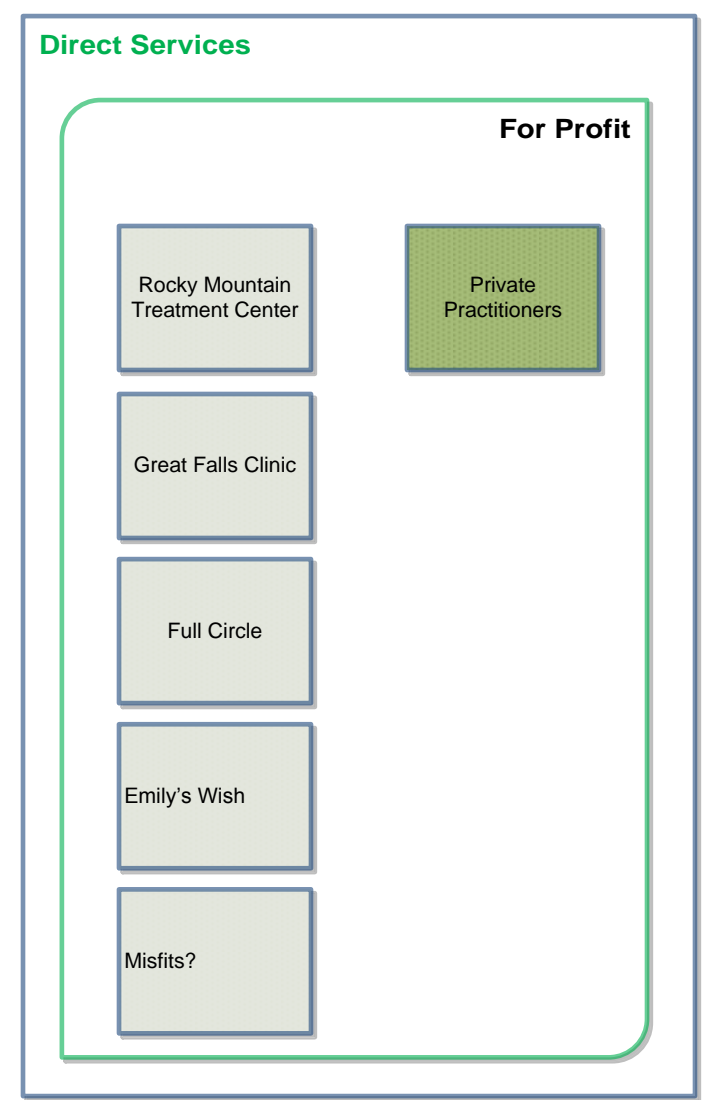 Direct Services
For Profit
Rocky Mountain
Treatment Center
Private
Practitioners
Great Falls Clinic
Full Circle
Emily’s Wish
Misfits?